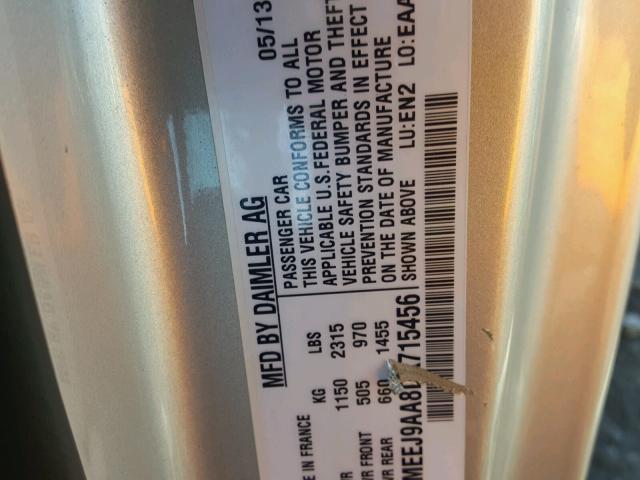 MFD BY DAIMLER AG 05/13
PASSENGER CAR
THIS VEHICLE CONFORMS TO ALL
APPLICABLE U.S.FEDERAL MOTOR
VEHICLE SAFETY BUMPER AND THEFT
PREVENTION STANDARDS IN EFFECT
ON THE DATE OF MANUFACTURE
SHOWN ABOVE LU:EN2 LO:EAA
IN FRANCE KG LBS
1150 2315
FRONT 505 970
REAR 660 1455